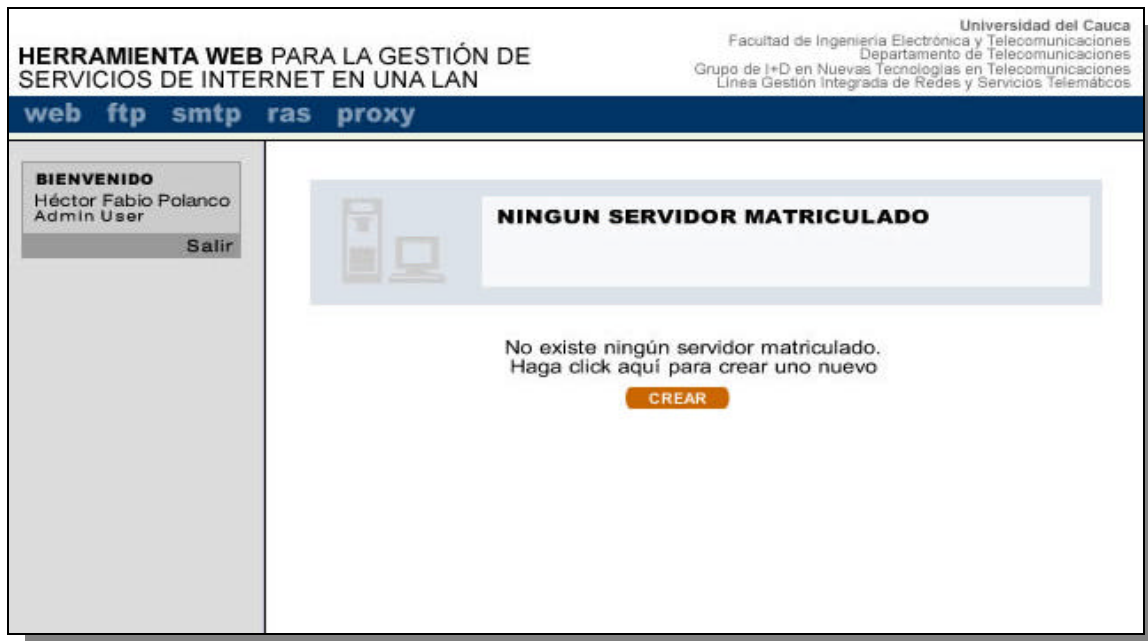 HERRAMIENTA WEB PARA LA GESTIÓN DE
SERVICIOS DE INTERNET EN UNA LAN
Universidad del Cauca
Facultad de Ingeniería Electrónica y Telecomunicaciones
Departamento de Telecomunicaciones
Grupo de I+D en Nuevas Tecnologías en Telecomunicaciones
Línea Gestión Integrada de Redes y Servicios Telemáticos
web ftp smtp ras proxy
BIENVENIDO
Héctor Fabio Polanco
Admin User
Salir
NINGUN SERVIDOR MATRICULADO
No existe ningún servidor matriculado.
Haga click aquí para crear uno nuevo
CREAR